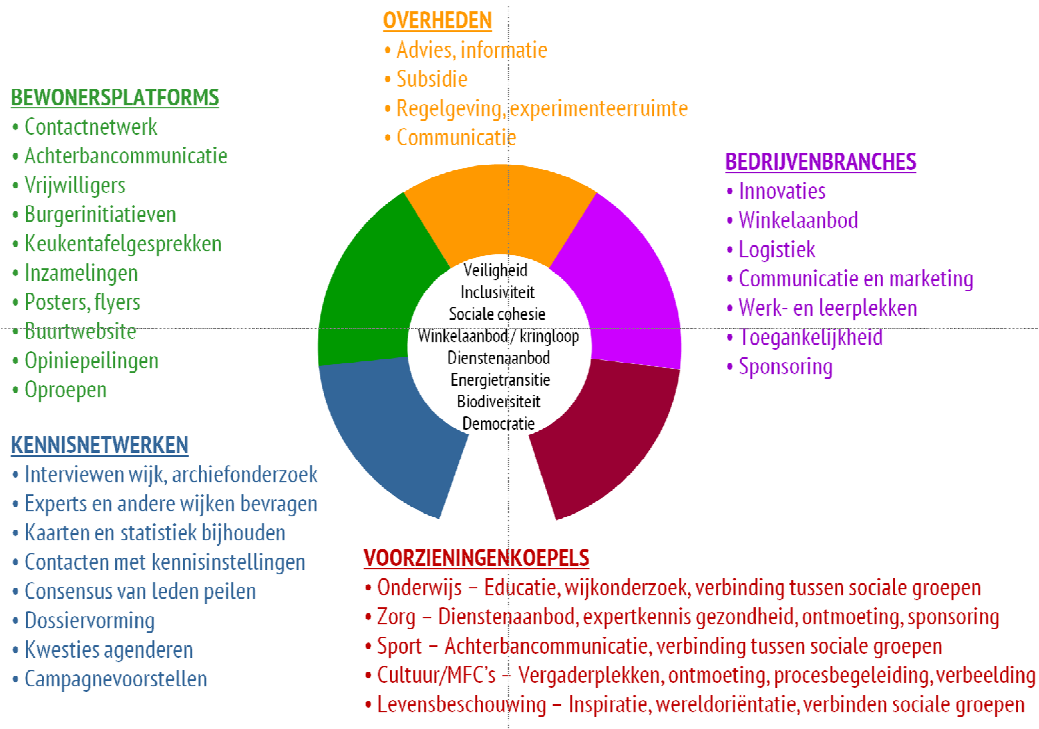 OVERHEDEN
• Advies, informatie
• Subsidie
• Regelgeving, experimenteerruimte
• Communicatie
BEWONERSPLATFORMS
• Contactnetwerk
• Achterbancommunicatie
• Vrijwilligers
• Burgerinitiatieven
• Keukentafelgesprekken
• Inzamelingen
• Posters, flyers
• Buurtwebsite
• Opiniepeilingen
• Oproepen
BEDRIJVENBRANCHES
• Innovaties
• Winkelaanbod
• Logistiek
• Communicatie en marketing
• Werk- en leerplekken
• Toegankelijkheid
• Sponsoring
Veiligheid
Inclusiviteit
Sociale cohesie
Winkelaanbod / kringloop
Dienstenaanbod
Energietransitie
Biodiversiteit
Democratie
KENNISNETWERKEN
• Interviewen wijk, archiefonderzoek
• Experts en andere wijken bevragen
• Kaarten en statistiek bijhouden
• Contacten met kennisinstellingen
• Consensus van leden peilen
• Dossiervorming
• Kwesties agenderen
• Campagnevoorstellen
VOORZIENINGENKOEPELS
• Onderwijs – Educatie, wijkonderzoek, verbinding tussen sociale groepen
• Zorg – Dienstenaanbod, expertkennis gezondheid, ontmoeting, sponsoring
• Sport – Achterbancommunicatie, verbinding tussen sociale groepen
• Cultuur/MFC's – Vergaderplekken, ontmoeting, procesbegeleiding, verbeelding
• Levensbeschouwing – Inspiratie, wereldoriëntatie, verbinden sociale groepen